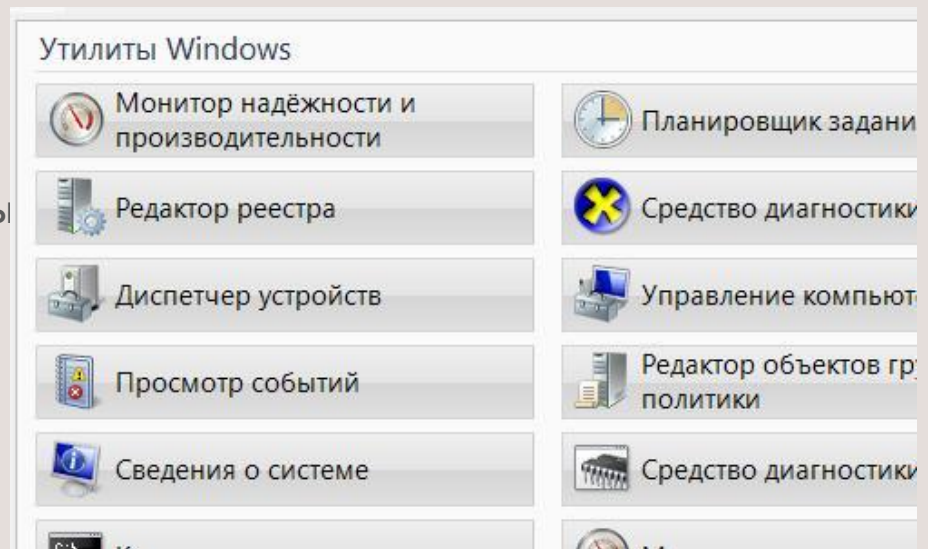 Утилиты Windows
Монитор надёжности и
производительности
Планировщик задани
Редактор реестра
Средство диагностики
Диспетчер устройств
Управление компьют
Просмотр событий
Редактор объектов гр
политики
Сведения о системе
Средство диагностики